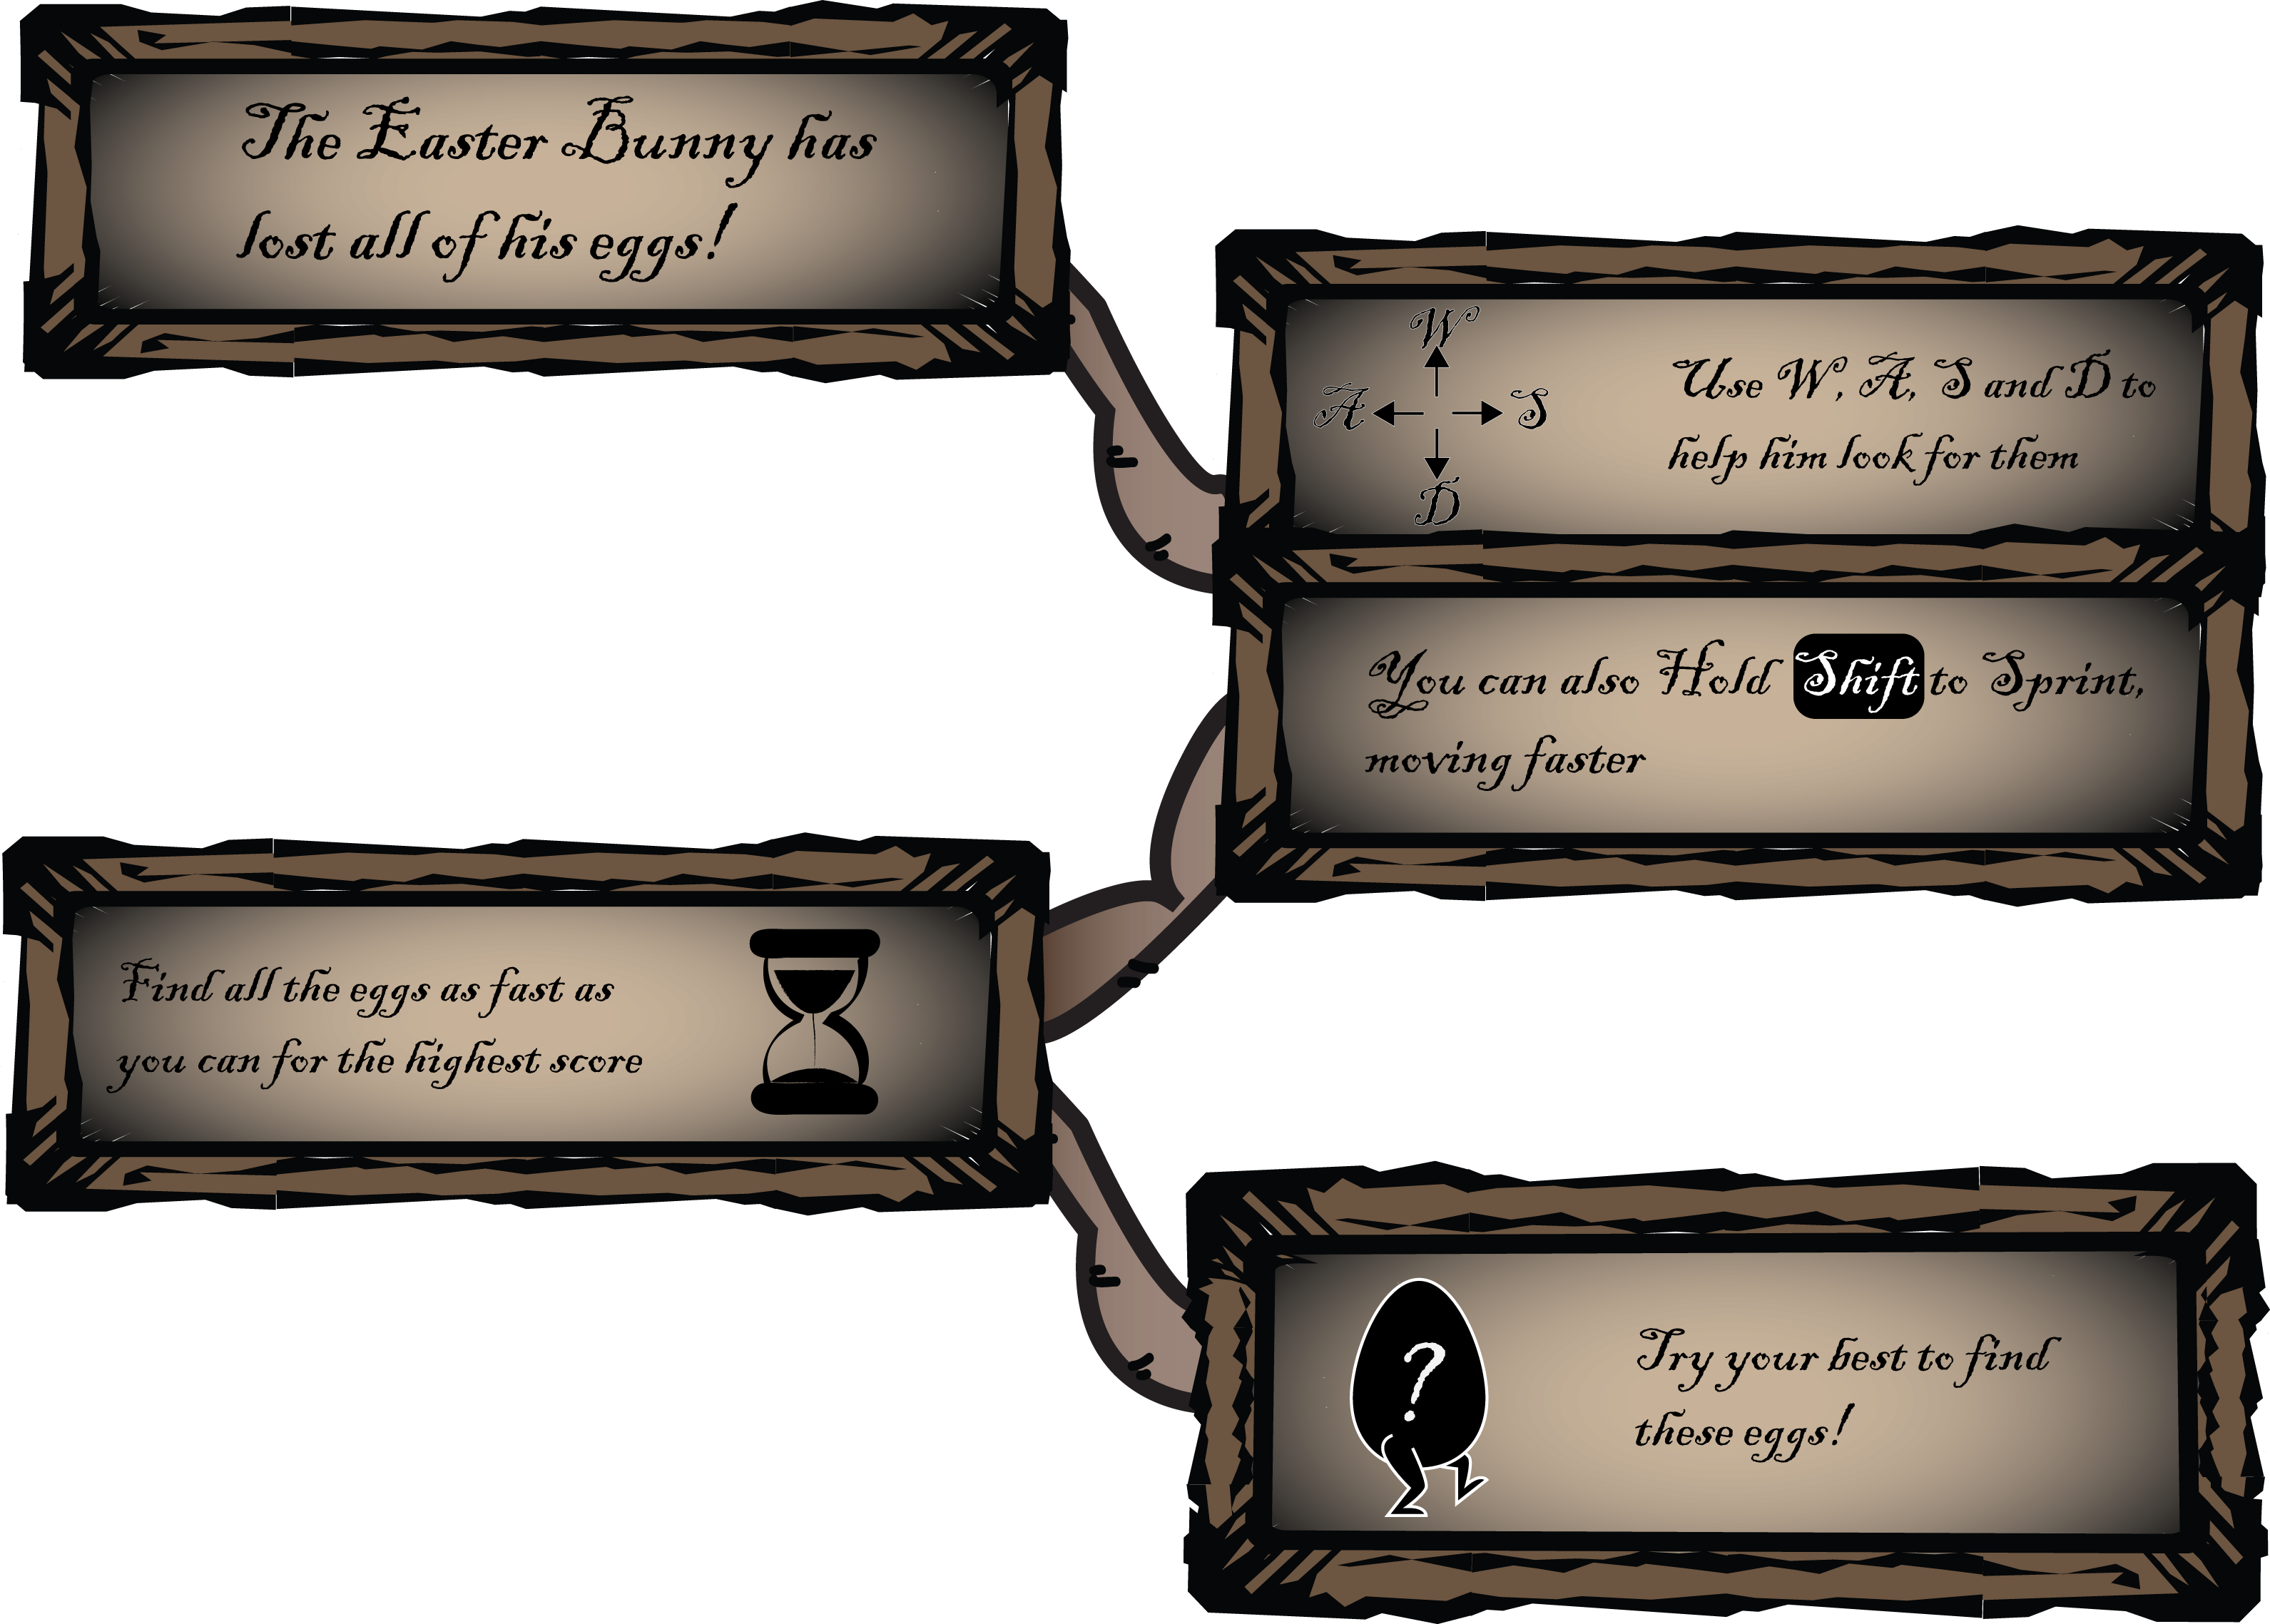 The Easter Bunny has
lost all of his eggs!
W
A S
D
Use W, A, S and D to
help him look for them
You can also Hold Shift to Sprint,
moving faster
Find all the eggs as fast as
you can for the highest score
?
Try your best to find
these eggs!